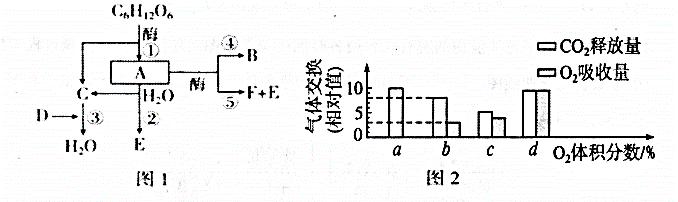 C₆H₁₂O₆
酶
① ④
A B
酶
C H₂O ⑤ F+E
D ③ ②
H₂O E
图1
气体交换(相对值)
10
5
0
CO₂释放量
O₂吸收量
a b c d O₂体积分数/%
图2